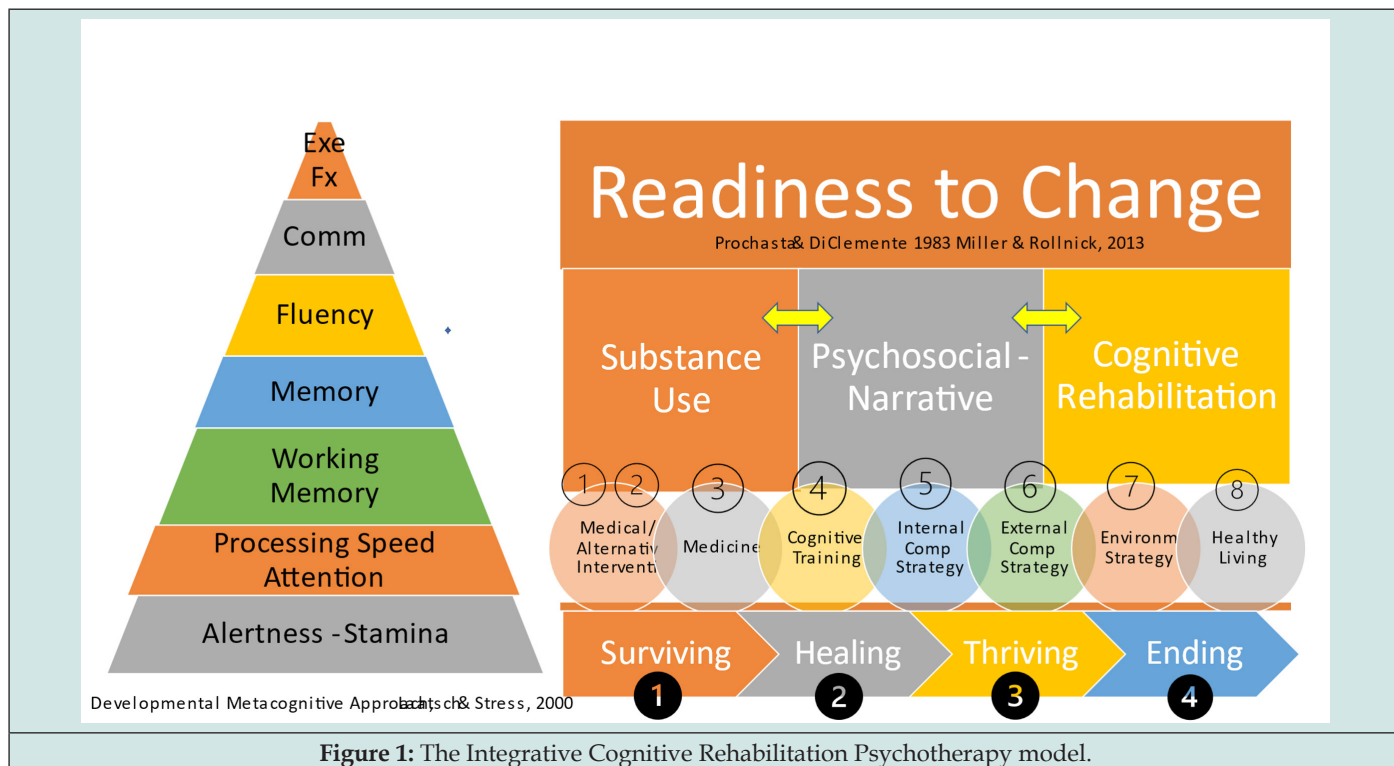 Exe
Fx
Comm
Fluency
Memory
Working
Memory
Processing Speed
Attention
Alertness -Stamina
Developmental Metacognitive & Stress, 2000
Readiness to Change
Prochasta& DiClemente 1983 Miller & Rollnick, 2013
Substance
Use
Psychosocial -
Narrative
Cognitive
Rehabilitation
1 2 3 4 5 6 7 8
Medical/
Alternativ
Interventi
Medicine
Cognitive
Training
Internal
Comp
Strategy
External
Comp
Strategy
Environm
Strategy
Healthy
Living
Surviving
Healing
Thriving
Ending
1 2 3 4
Figure 1: The Integrative Cognitive Rehabilitation Psychotherapy model.